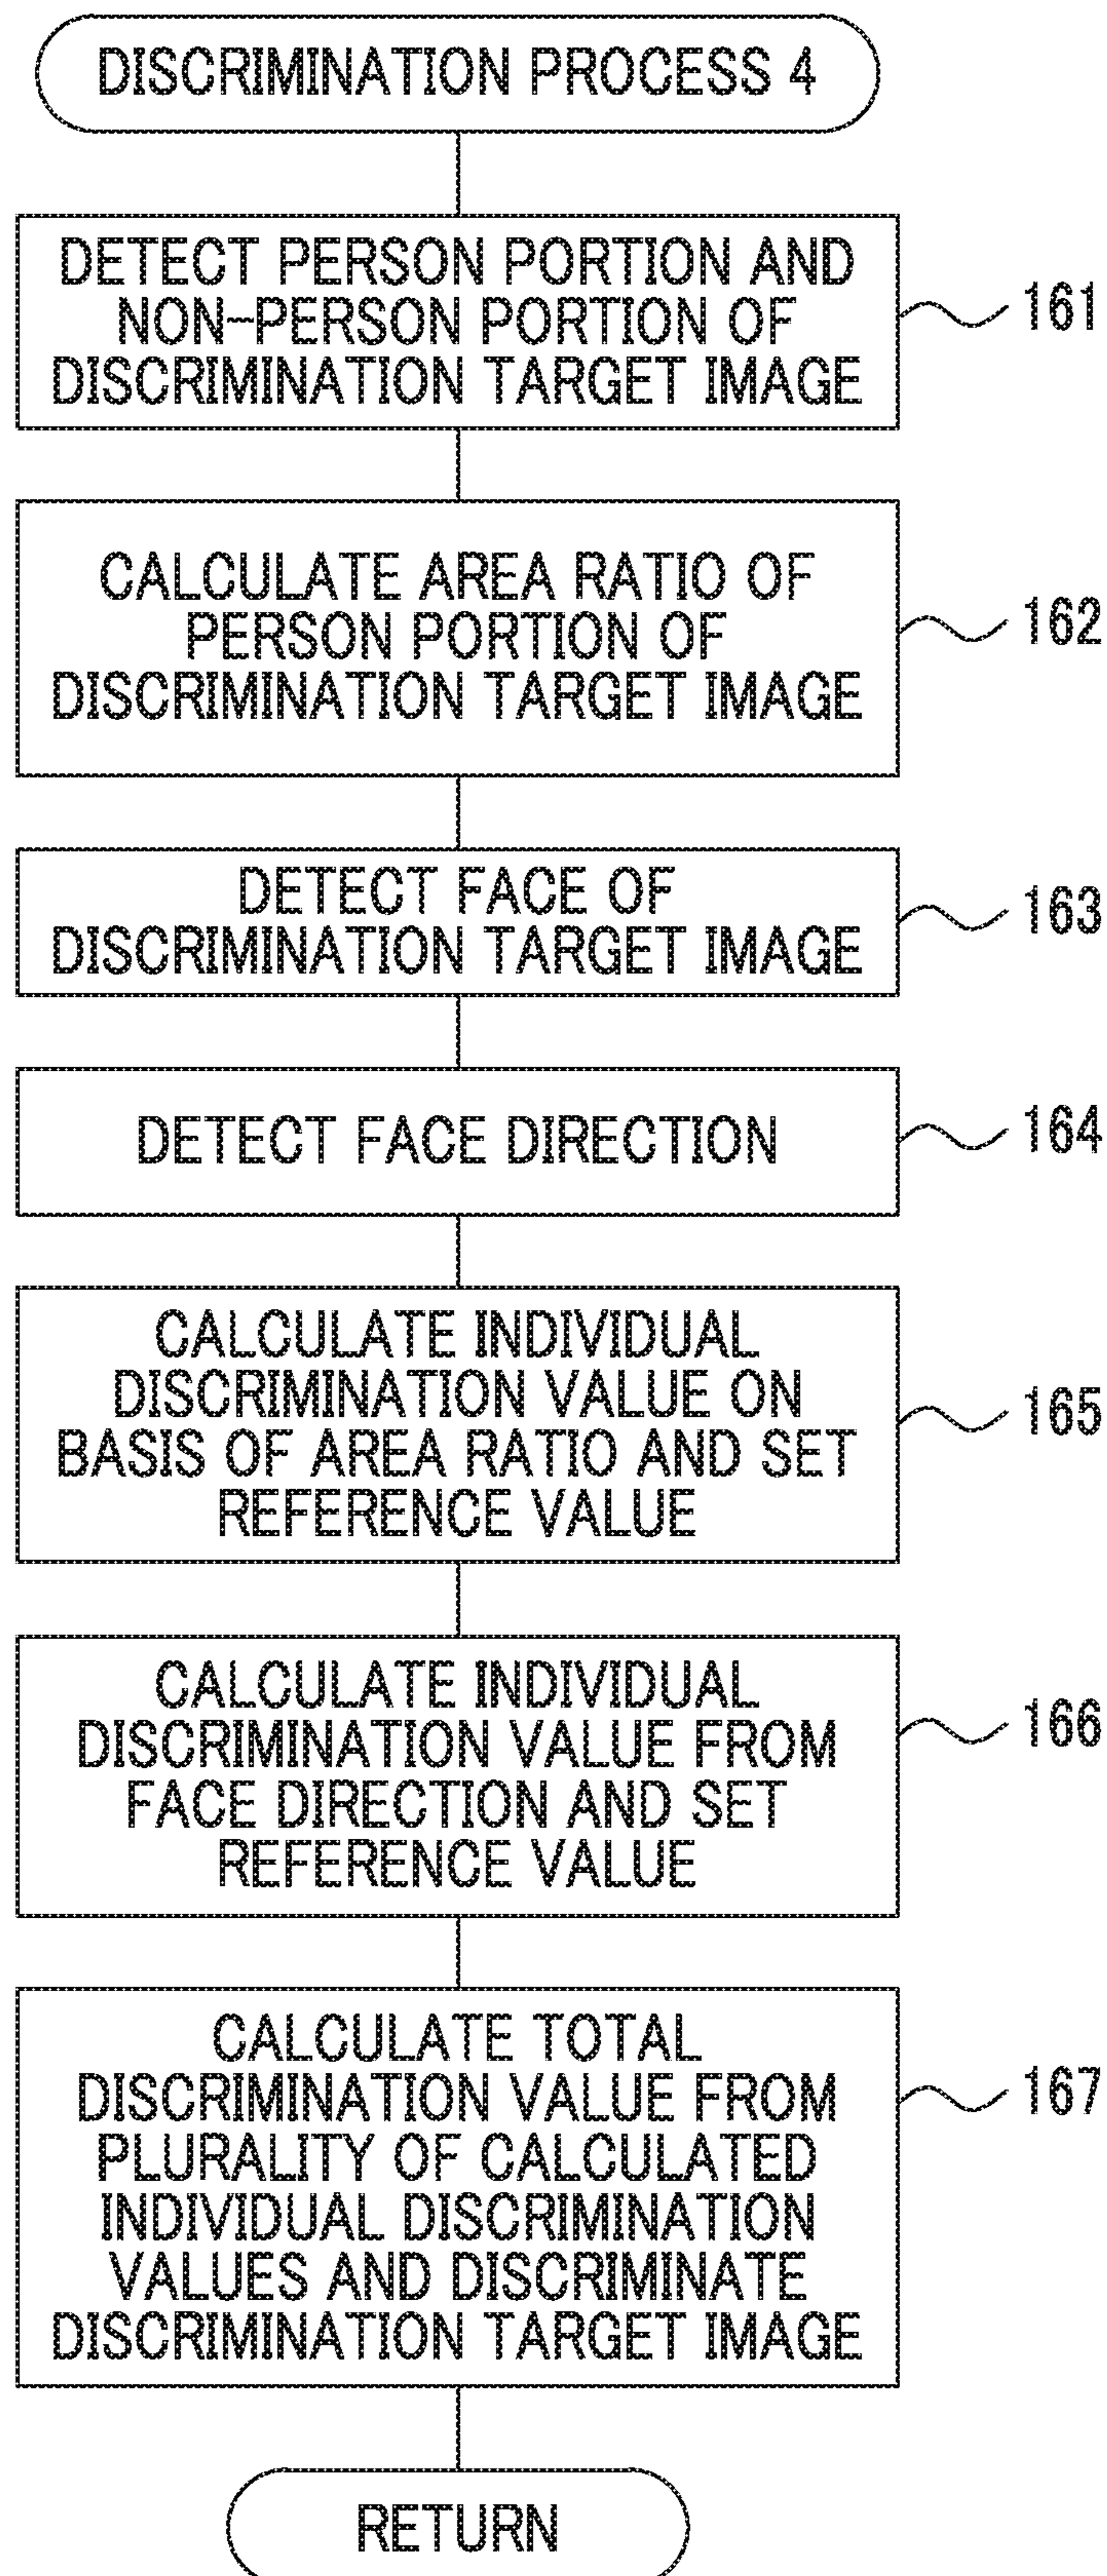 DISCRIMINATION PROCESS 4
DETECT PERSON PORTION AND
NON-PERSON PORTION OF
DISCRIMINATION TARGET IMAGE
161
CALCULATE AREA RATIO OF
PERSON PORTION OF
DISCRIMINATION TARGET IMAGE
162
DETECT FACE OF
DISCRIMINATION TARGET IMAGE
163
DETECT FACE DIRECTION
164
CALCULATE INDIVIDUAL
DISCRIMINATION VALUE ON
BASIS OF AREA RATIO AND SET
REFERENCE VALUE
165
CALCULATE INDIVIDUAL
DISCRIMINATION VALUE FROM
FACE DIRECTION AND SET
REFERENCE VALUE
166
CALCULATE TOTAL
DISCRIMINATION VALUE FROM
PLURALITY OF CALCULATED
INDIVIDUAL DISCRIMINATION
VALUES AND DISCRIMINATE
DISCRIMINATION TARGET IMAGE
167
RETURN